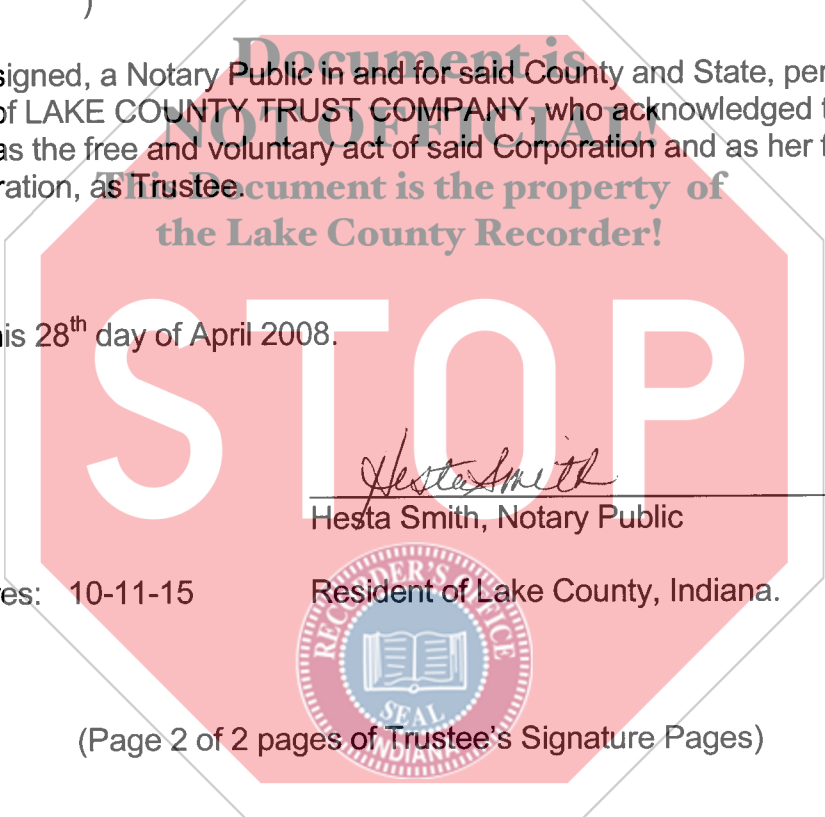 )
Document is
signed, a Notary Public in and for said County and State, per
of LAKE COUNTY TRUST COMPANY, who acknowledged t
NOT OFFICIAL!
as the free and voluntary act of said Corporation and as her f
ration, as Trustee.
This Document is the property of
the Lake County Recorder!
is 28th day of April 2008.
STOP
Hesta Smith
Hesta Smith, Notary Public
es: 10-11-15 Resident of Lake County, Indiana.
RECORDER'S OFFICE
SEAL
INDIANA
(Page 2 of 2 pages of Trustee's Signature Pages)